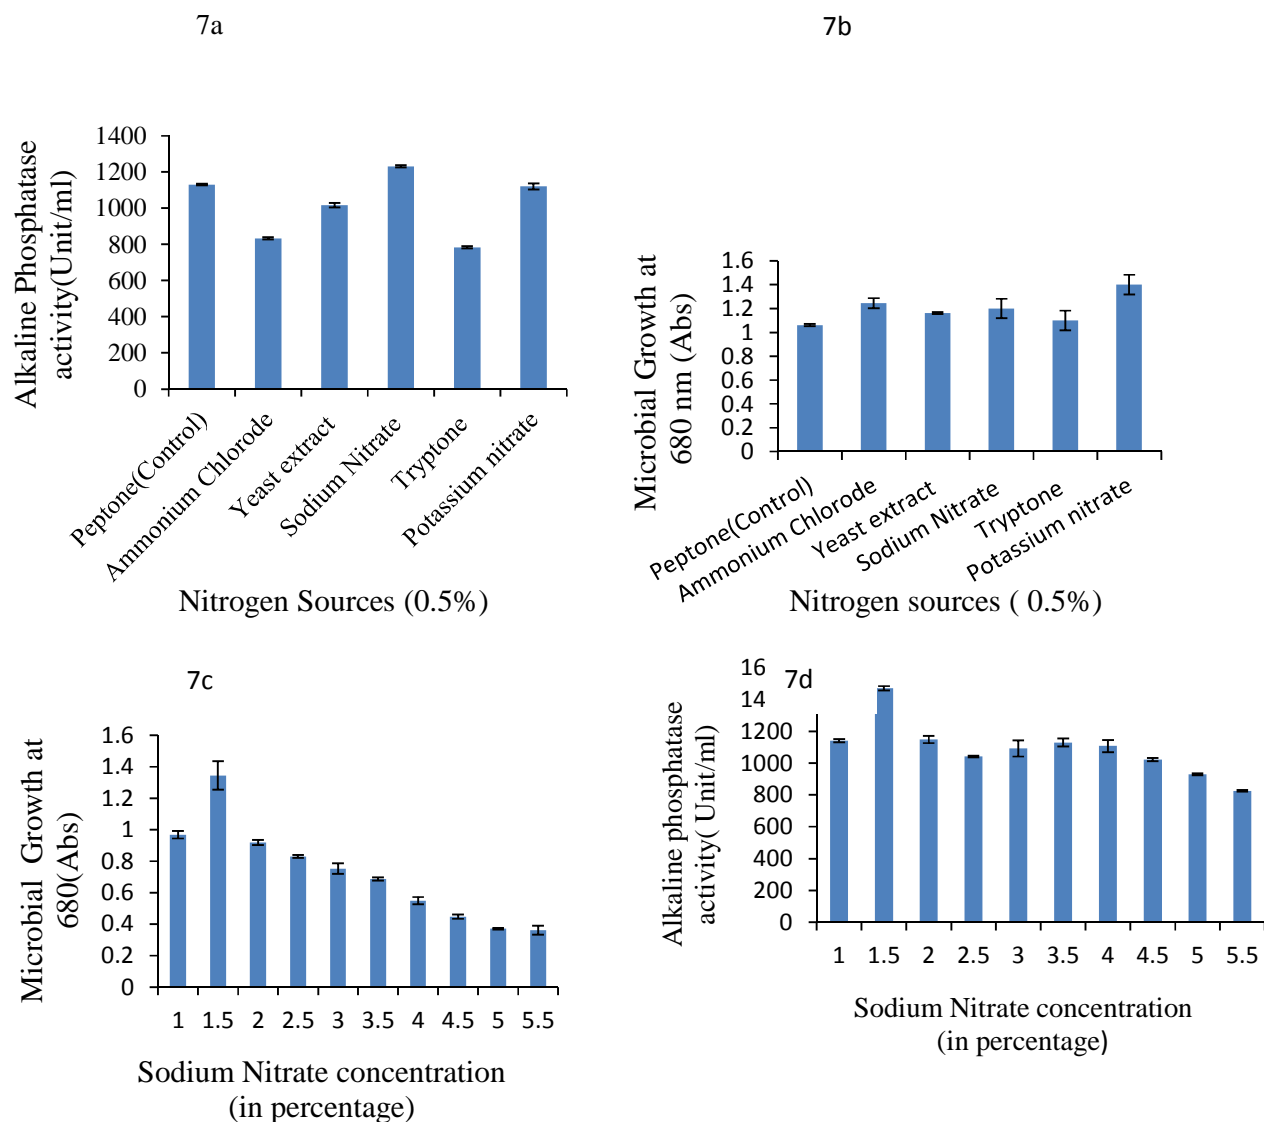 7a
Alkaline Phosphatase
activity(Unit/ml)
1400
1200
1000
800
600
400
200
0
Peptone(Control)
Ammonium Chlorode
Yeast extract
Sodium Nitrate
Tryptone
Potassium nitrate
Nitrogen Sources (0.5%)
7b
Microbial Growth at
680 nm (Abs)
1.6
1.4
1.2
1
0.8
0.6
0.4
0.2
0
Peptone(Control)
Ammonium Chlorode
Yeast extract
Sodium Nitrate
Tryptone
Potassium nitrate
Nitrogen sources ( 0.5%)
7c
Microbial Growth at
680(Abs)
1.6
1.4
1.2
1
0.8
0.6
0.4
0.2
0
1 1.5 2 2.5 3 3.5 4 4.5 5 5.5
Sodium Nitrate concentration
(in percentage)
7d
Alkaline phosphatase
activity( Unit/ml)
16
14
1200
1000
800
600
400
200
0
1 1.5 2 2.5 3 3.5 4 4.5 5 5.5
Sodium Nitrate concentration
(in percentage)